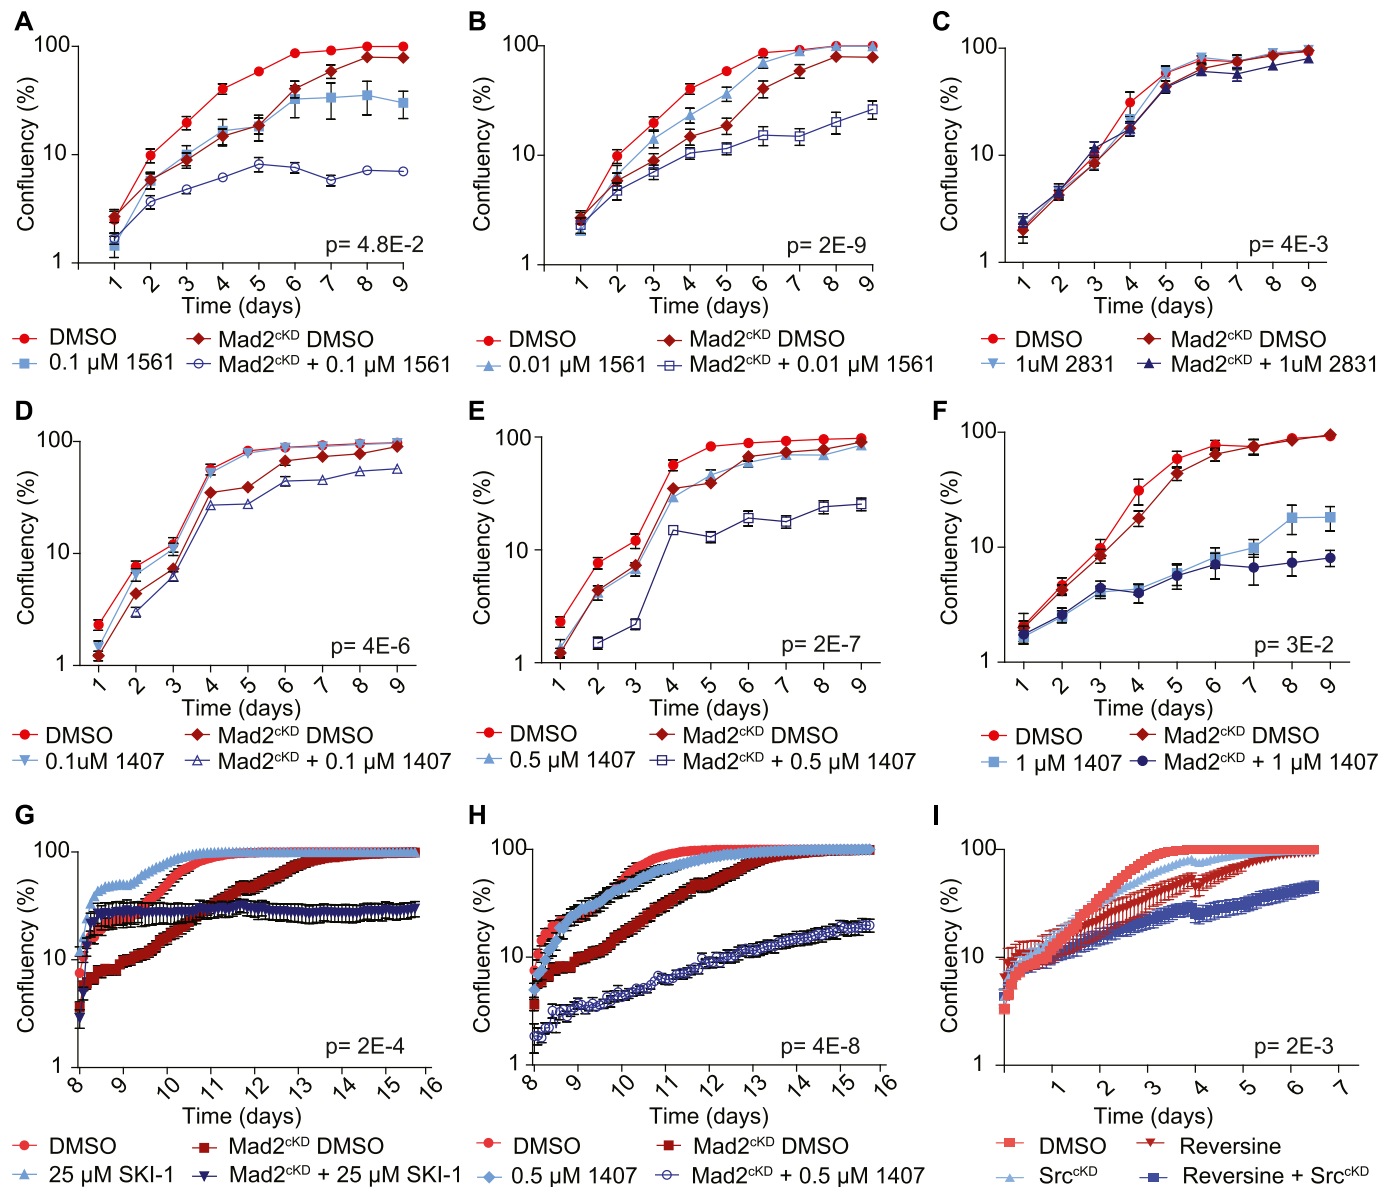 A
Confluency (%)
100
10
1
p= 4.8E-2
1 2 3 4 5 6 7 8 9
Time (days)
DMSO
Mad2cKD DMSO
0.1 µM 1561
Mad2cKD + 0.1 µM 1561
B
Confluency (%)
100
10
1
p= 2E-9
1 2 3 4 5 6 7 8 9
Time (days)
DMSO
Mad2cKD DMSO
0.01 µM 1561
Mad2cKD + 0.01 µM 1561
C
Confluency (%)
100
10
1
p= 4E-3
1 2 3 4 5 6 7 8 9
Time (days)
DMSO
Mad2cKD DMSO
1uM 2831
Mad2cKD + 1uM 2831
D
Confluency (%)
100
10
1
p= 4E-6
1 2 3 4 5 6 7 8 9
Time (days)
DMSO
Mad2cKD DMSO
0.1uM 1407
Mad2cKD + 0.1 µM 1407
E
Confluency (%)
100
10
1
p= 2E-7
1 2 3 4 5 6 7 8 9
Time (days)
DMSO
Mad2cKD DMSO
0.5 µM 1407
Mad2cKD + 0.5 µM 1407
F
Confluency (%)
100
10
1
p= 3E-2
1 2 3 4 5 6 7 8 9
Time (days)
DMSO
Mad2cKD DMSO
1 µM 1407
Mad2cKD + 1 µM 1407
G
Confluency (%)
100
10
1
p= 2E-4
8 9 10 11 12 13 14 15 16
Time (days)
DMSO
Mad2cKD DMSO
25 µM SKI-1
Mad2cKD + 25 µM SKI-1
H
Confluency (%)
100
10
1
p= 4E-8
8 9 10 11 12 13 14 15 16
Time (days)
DMSO
Mad2cKD DMSO
0.5 µM 1407
Mad2cKD + 0.5 µM 1407
I
Confluency (%)
100
10
1
p= 2E-3
1 2 3 4 5 6 7
Time (days)
DMSO
Reversine
SrccKD
Reversine + SrccKD